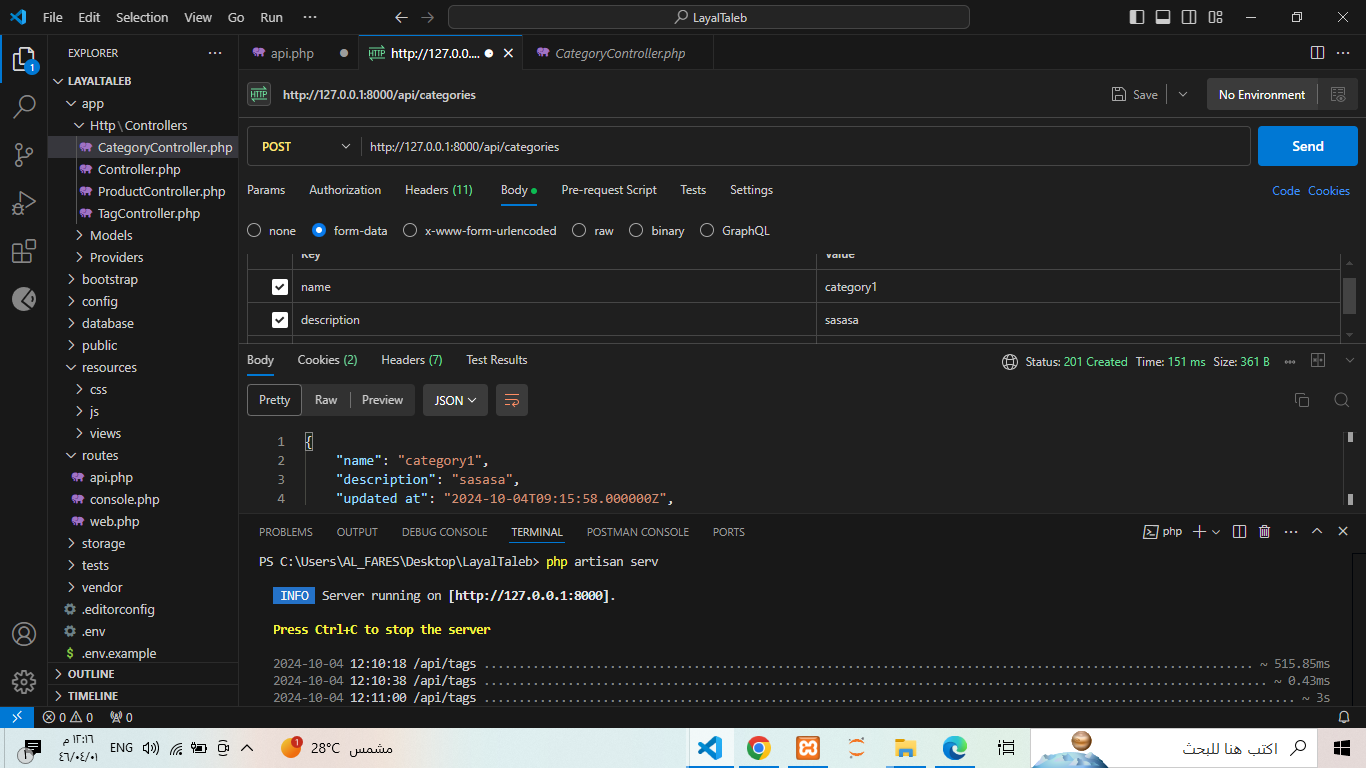 File Edit Selection View Go Run ··· LayalTaleb
EXPLORER ···
LAYALTALEB
app
Http\Controllers
CategoryController.php
Controller.php
ProductController.php
TagController.php
Models
Providers
bootstrap
config
database
public
resources
css
js
views
routes
api.php
console.php
web.php
storage
tests
vendor
.editorconfig
.env
$ .env.example
OUTLINE
TIMELINE
1
api.php http://127.0.0.... CategoryController.php
HTTP http://127.0.0.1:8000/api/categories Save No Environment
POST http://127.0.0.1:8000/api/categories Send
Params Authorization Headers (11) Body Pre-request Script Tests Settings Code Cookies
none form-data x-www-form-urlencoded raw binary GraphQL
Key Value
name category1
description sasasa
Body Cookies (2) Headers (7) Test Results Status: 201 Created Time: 151 ms Size: 361 B
Pretty Raw Preview JSON
1 {
2 "name": "category1",
3 "description": "sasasa",
4 "updated at": "2024-10-04T09:15:58.000000Z",
PROBLEMS OUTPUT DEBUG CONSOLE TERMINAL POSTMAN CONSOLE PORTS php
PS C:\Users\AL_FARES\Desktop\LayalTaleb> php artisan serv
INFO Server running on [http://127.0.0.1:8000].
Press Ctrl+C to stop the server
2024-10-04 12:10:18 /api/tags ~ 515.85ms
2024-10-04 12:10:38 /api/tags ~ 0.43ms
2024-10-04 12:11:00 /api/tags ~ 3s
0 0 0
١٢:١٦ م
٤٦/٠٤/٠١
1 ENG 1 28°C مشمس اكتب هنا للبحث